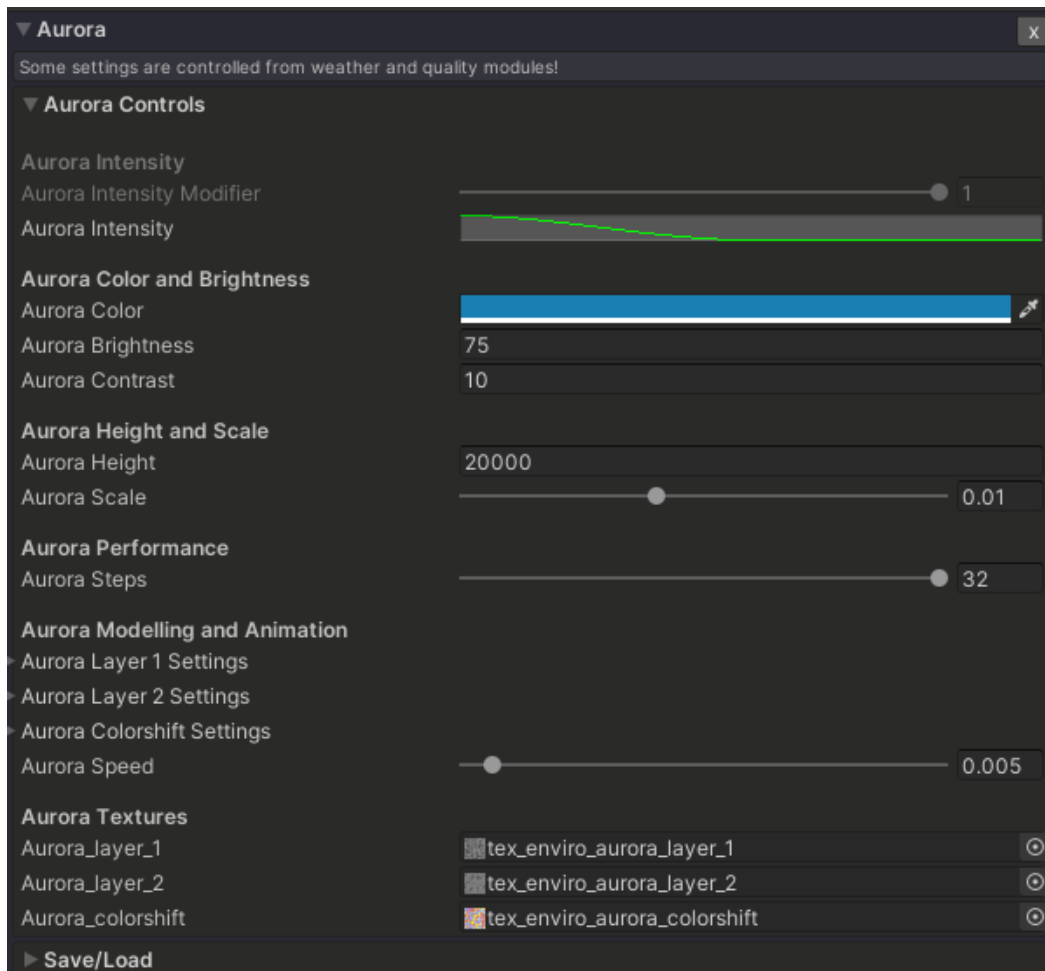 Aurora
x
Some settings are controlled from weather and quality modules!
Aurora Controls
Aurora Intensity
Aurora Intensity Modifier 1
Aurora Intensity
Aurora Color and Brightness
Aurora Color
Aurora Brightness 75
Aurora Contrast 10
Aurora Height and Scale
Aurora Height 20000
Aurora Scale 0.01
Aurora Performance
Aurora Steps 32
Aurora Modelling and Animation
Aurora Layer 1 Settings
Aurora Layer 2 Settings
Aurora Colorshift Settings
Aurora Speed 0.005
Aurora Textures
Aurora_layer_1 tex_enviro_aurora_layer_1
Aurora_layer_2 tex_enviro_aurora_layer_2
Aurora_colorshift tex_enviro_aurora_colorshift
Save/Load